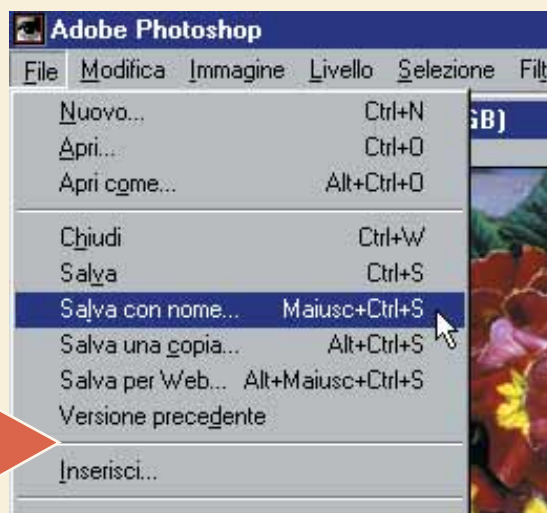 Adobe Photoshop
File Modifica Immagine Livello Selezione Filt
GB)
Nuovo... Ctrl+N
Apri... Ctrl+O
Apri come... Alt+Ctrl+O
Chiudi Ctrl+W
Salva Ctrl+S
Salva con nome... Maiusc+Ctrl+S
Salva una copia... Alt+Ctrl+S
Salva per Web... Alt+Maiusc+Ctrl+S
Versione precedente
Inserisci...